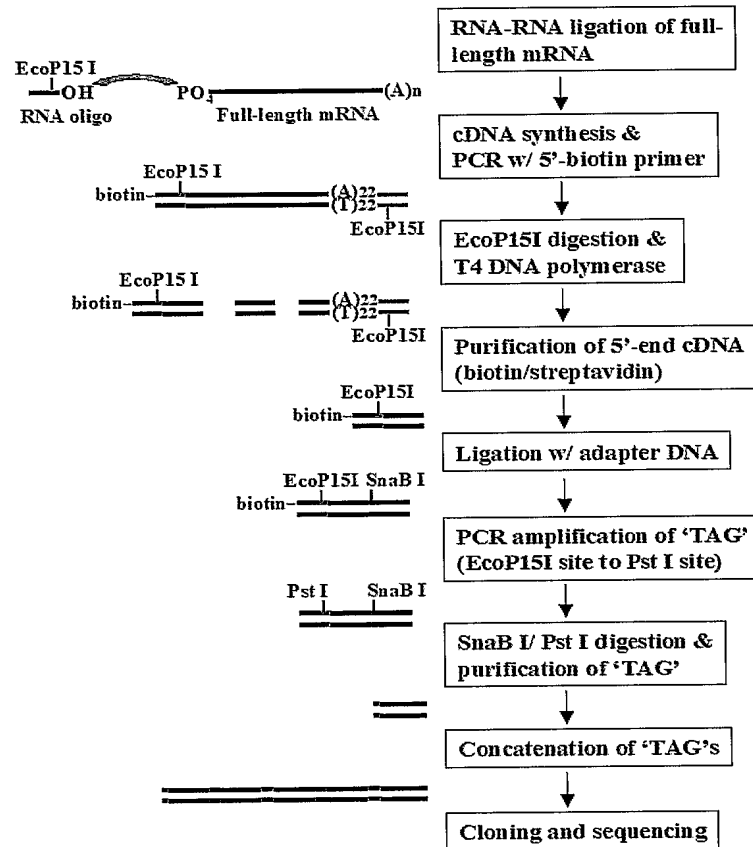 RNA-RNA ligation of full-
length mRNA
EcoP15 I
OH
PO4
(A)n
RNA oligo
Full-length mRNA
cDNA synthesis &
PCR w/ 5'-biotin primer
EcoP15 I
biotin
(A)22
(T)22
EcoP15I
EcoP15I digestion &
T4 DNA polymerase
EcoP15 I
biotin
(A)22
(T)22
EcoP15I
Purification of 5'-end cDNA
(biotin/streptavidin)
EcoP15I
biotin
Ligation w/ adapter DNA
EcoP15I SnaB I
biotin
PCR amplification of 'TAG'
(EcoP15I site to Pst I site)
Pst I SnaB I
SnaB I/ Pst I digestion &
purification of 'TAG'
Concatenation of 'TAG's
Cloning and sequencing